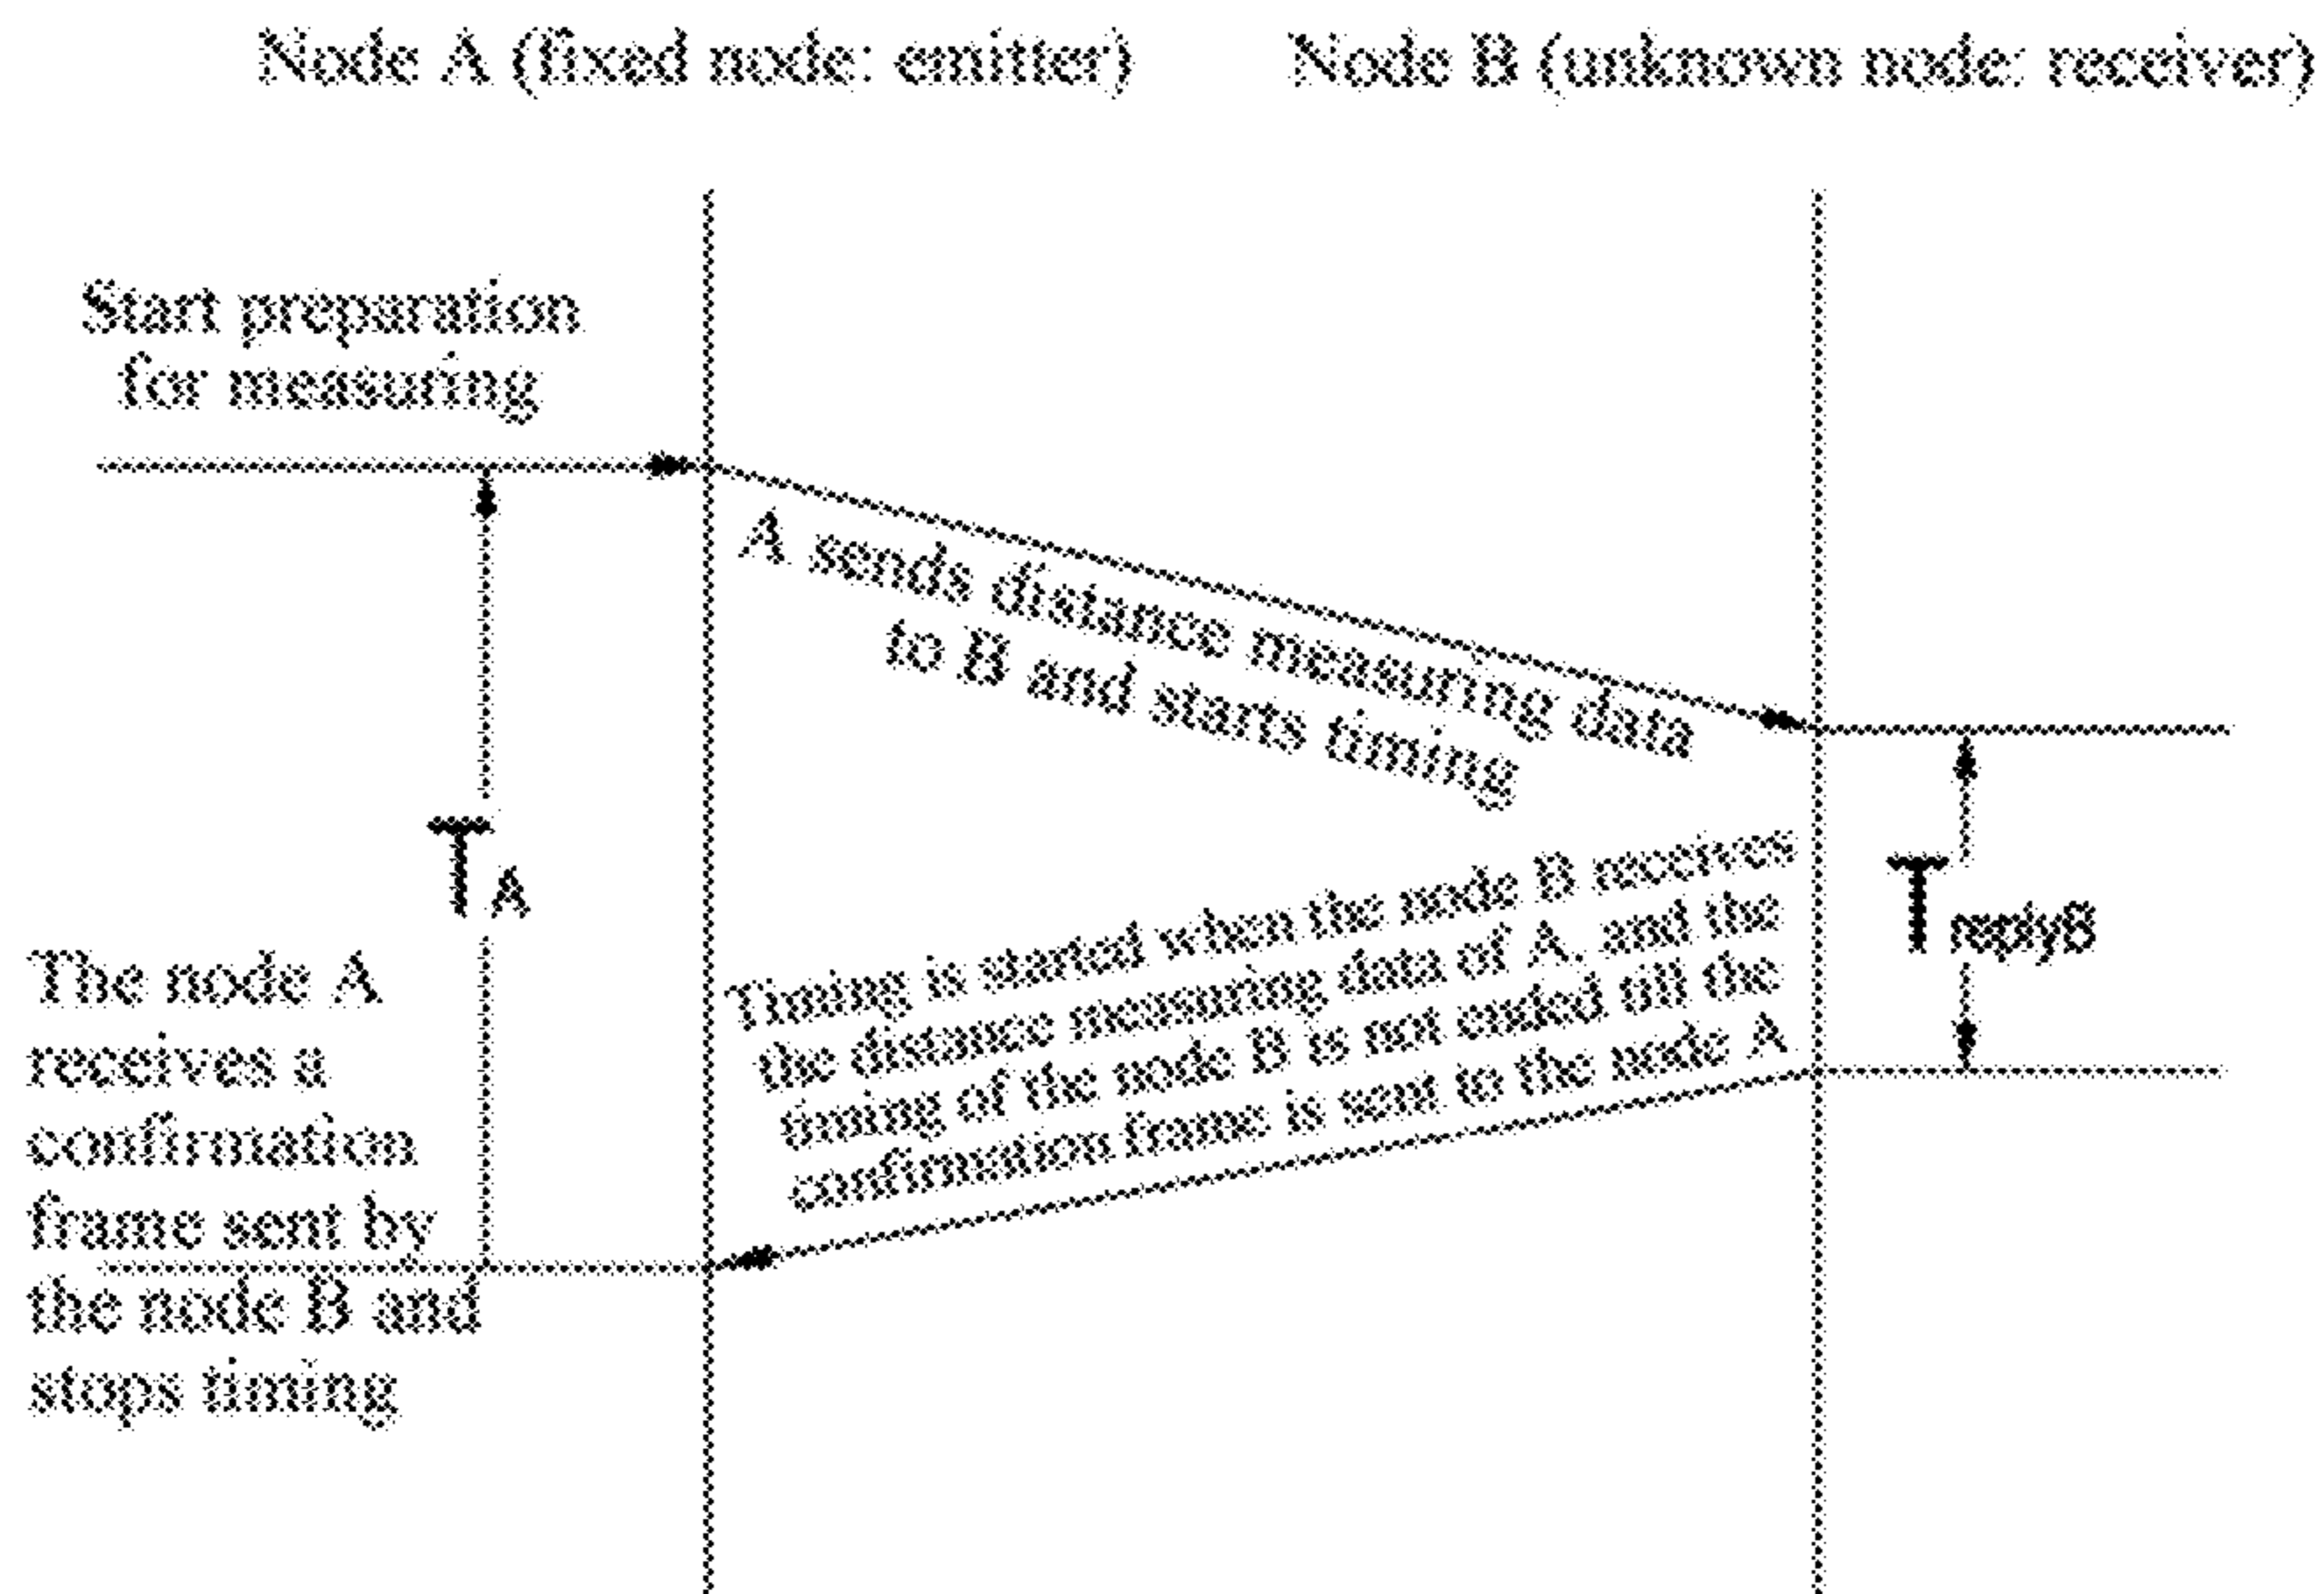 Node A (fixed node: emitter)
Node B (unknown node: receiver)
Start preparation
for measuring
A sends distance measuring data
to B and starts timing
T A
T replyB
Timing is started when the node B receives
the distance measuring data of A, and the
timing of the node B is not ended till the
confirmation frame is sent to the node A
The node A
receives a
confirmation
frame sent by
the node B and
stops timing